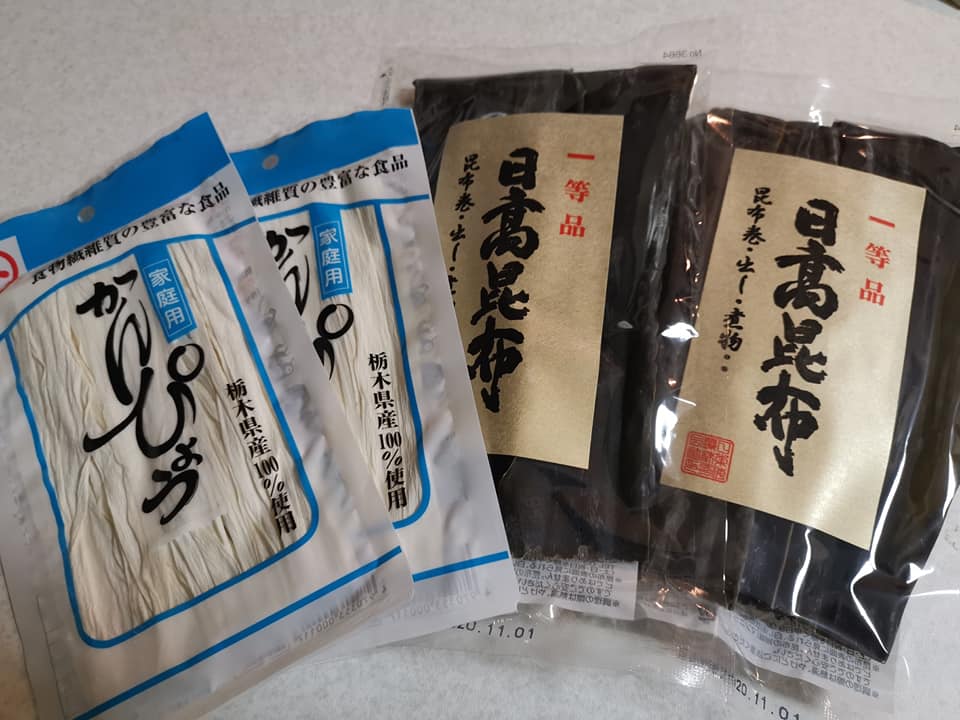 食物繊維質の豊富な食品
家庭用
かんぴょう
栃木県産100%使用
繊維質の豊富な食品
家庭用
栃木県産100%使用
No 3664
一等品
日高昆布
昆布巻・出し・
20.11.01
一等品
日高昆布
昆布巻・出し・煮物・・
20.11.01